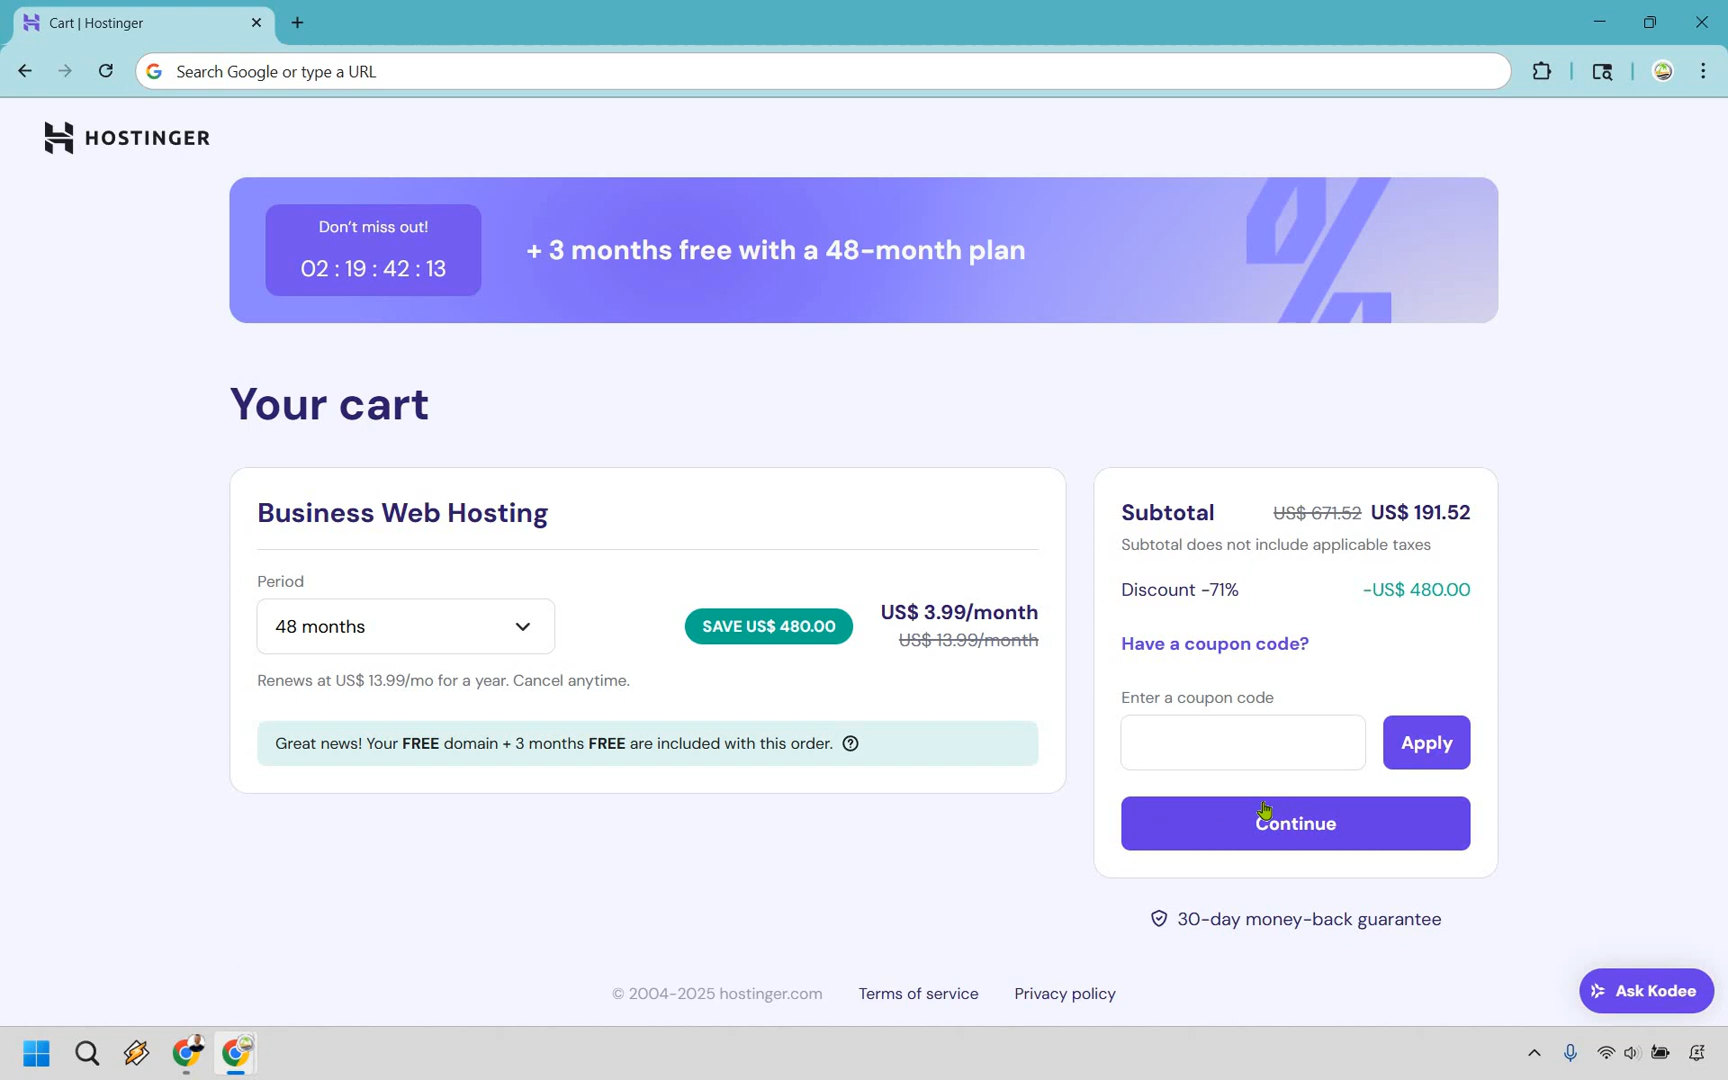 Cart | Hostinger
Search Google or type a URL
HOSTINGER
Don't miss out!
02 : 19 : 42 : 13
+ 3 months free with a 48-month plan
Your cart
Business Web Hosting
Period
48 months
SAVE US$ 480.00
US$ 3.99/month
US$ 13.99/month
Renews at US$ 13.99/mo for a year. Cancel anytime.
Great news! Your FREE domain + 3 months FREE are included with this order.
Subtotal US$ 671.52 US$ 191.52
Subtotal does not include applicable taxes
Discount -71% -US$ 480.00
Have a coupon code?
Enter a coupon code
Apply
Continue
30-day money-back guarantee
© 2004-2025 hostinger.com Terms of service Privacy policy
Ask Kodee